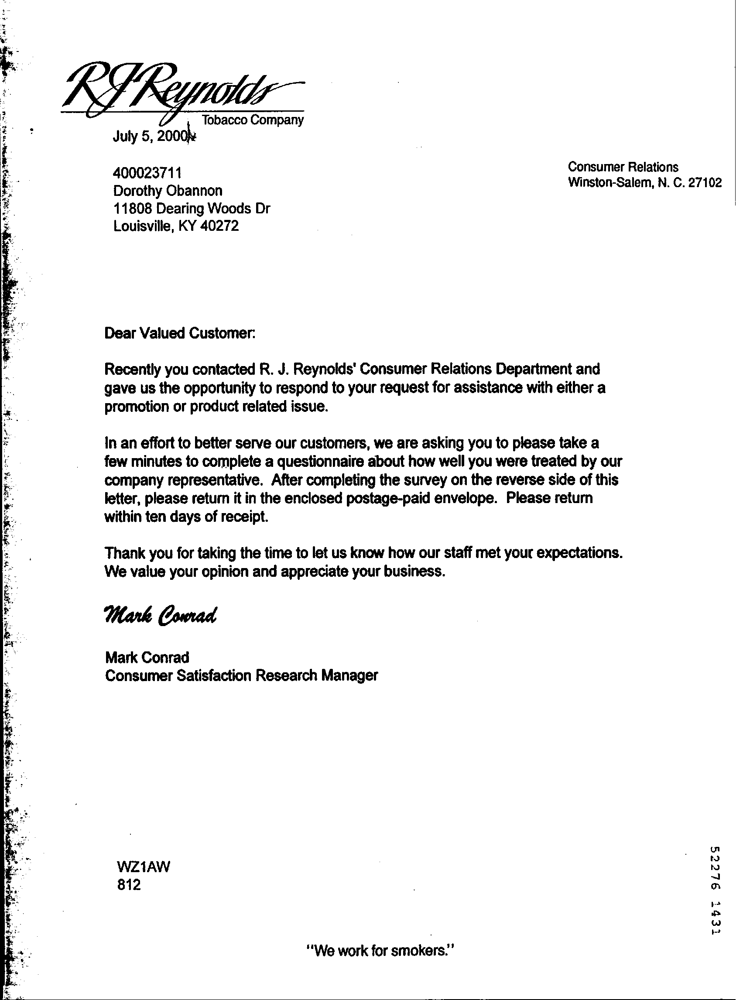 RJReynolds
Tobacco Company
July 5, 2000
400023711
Dorothy Obannon
11808 Dearing Woods Dr
Louisville, KY 40272
Consumer Relations
Winston-Salem, N. C. 27102
Dear Valued Customer:
Recently you contacted R. J. Reynolds' Consumer Relations Department and
gave us the opportunity to respond to your request for assistance with either a
promotion or product related issue.
In an effort to better serve our customers, we are asking you to please take a
few minutes to complete a questionnaire about how well you were treated by our
company representative. After completing the survey on the reverse side of this
letter, please return it in the enclosed postage-paid envelope. Please return
within ten days of receipt.
Thank you for taking the time to let us know how our staff met your expectations.
We value your opinion and appreciate your business.
Mark Conrad
Mark Conrad
Consumer Satisfaction Research Manager
WZ1AW
812
52276 1431
"We work for smokers."